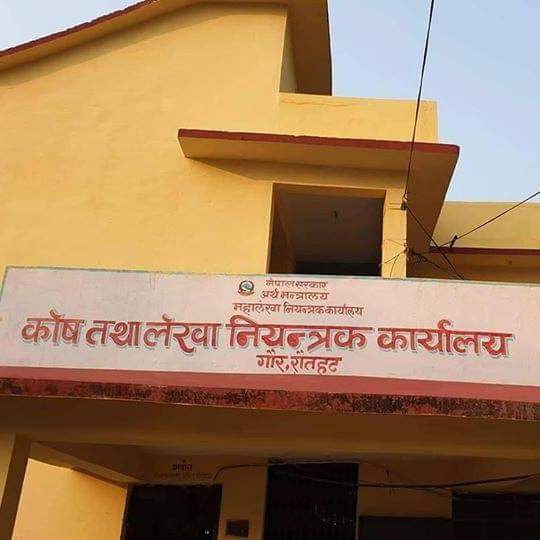 नेपाल सरकार
अर्थ मन्त्रालय
महालेखा नियन्त्रक कार्यालय
कोष तथा लेखा नियन्त्रक कार्यालय
गौर, रौतहट